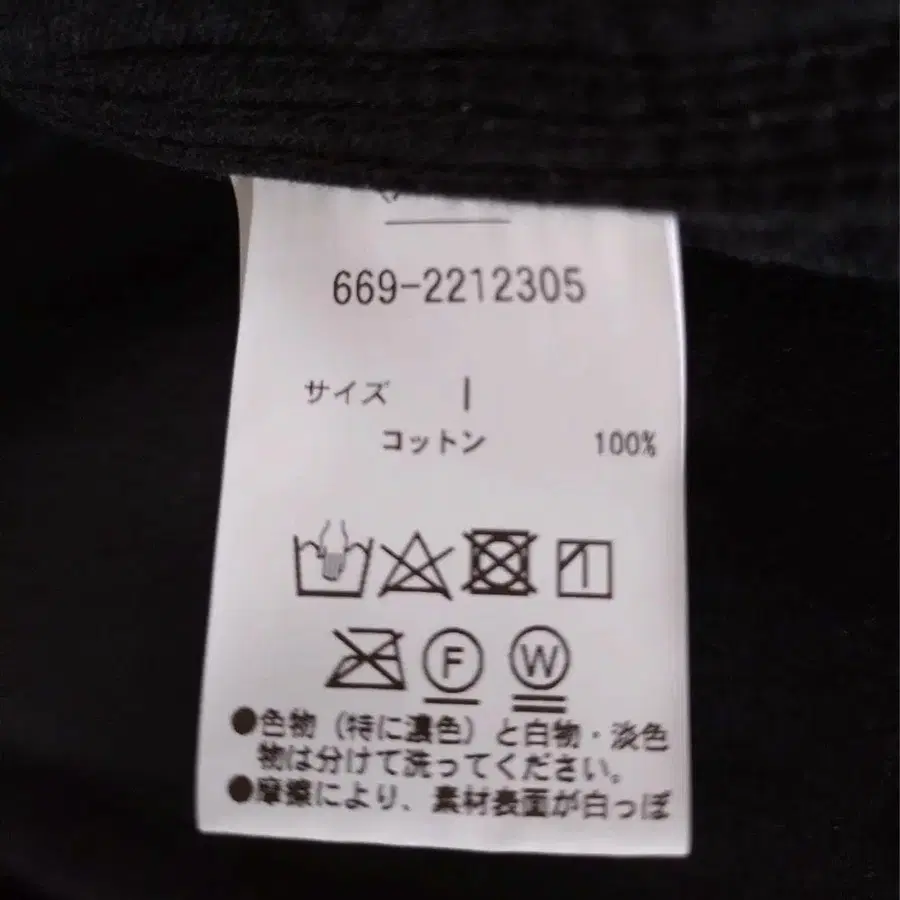 669-2212305
サイズ I
コットン 100%
F W
●色物（特に濃色）と白物・淡色
物は分けて洗ってください。
●摩擦により、素材表面が白っぽ